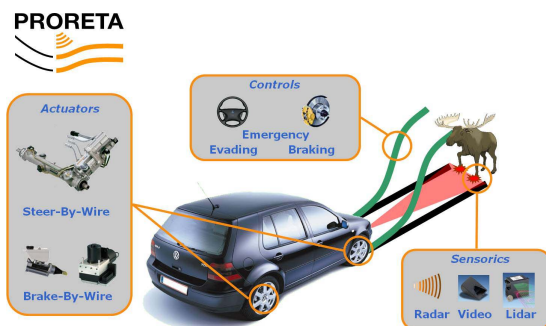 PRORETA
Controls
Emergency
Evading Braking
Actuators
Steer-By-Wire
Brake-By-Wire
Sensorics
Radar Video Lidar